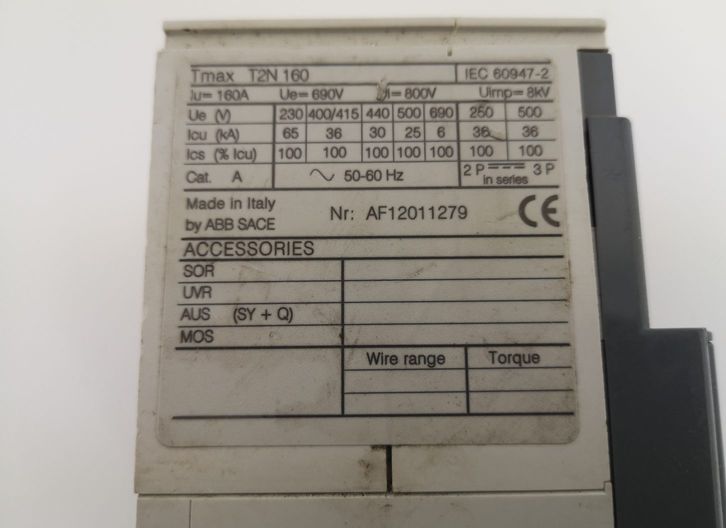 Tmax T2N 160 IEC 60947-2
Iu= 160A Ue= 690V Ui= 800V Uimp= 8kV
Ue (V) 230 400/415 440 500 690 250 500
Icu (kA) 65 36 30 25 6 36 36
Ics (% Icu) 100 100 100 100 100 100 100
Cat. A 50-60 Hz 2 P 3 P
in series
Made in Italy
by ABB SACE Nr: AF12011279 CE
ACCESSORIES
SOR
UVR
AUS (SY + Q)
MOS
Wire range Torque